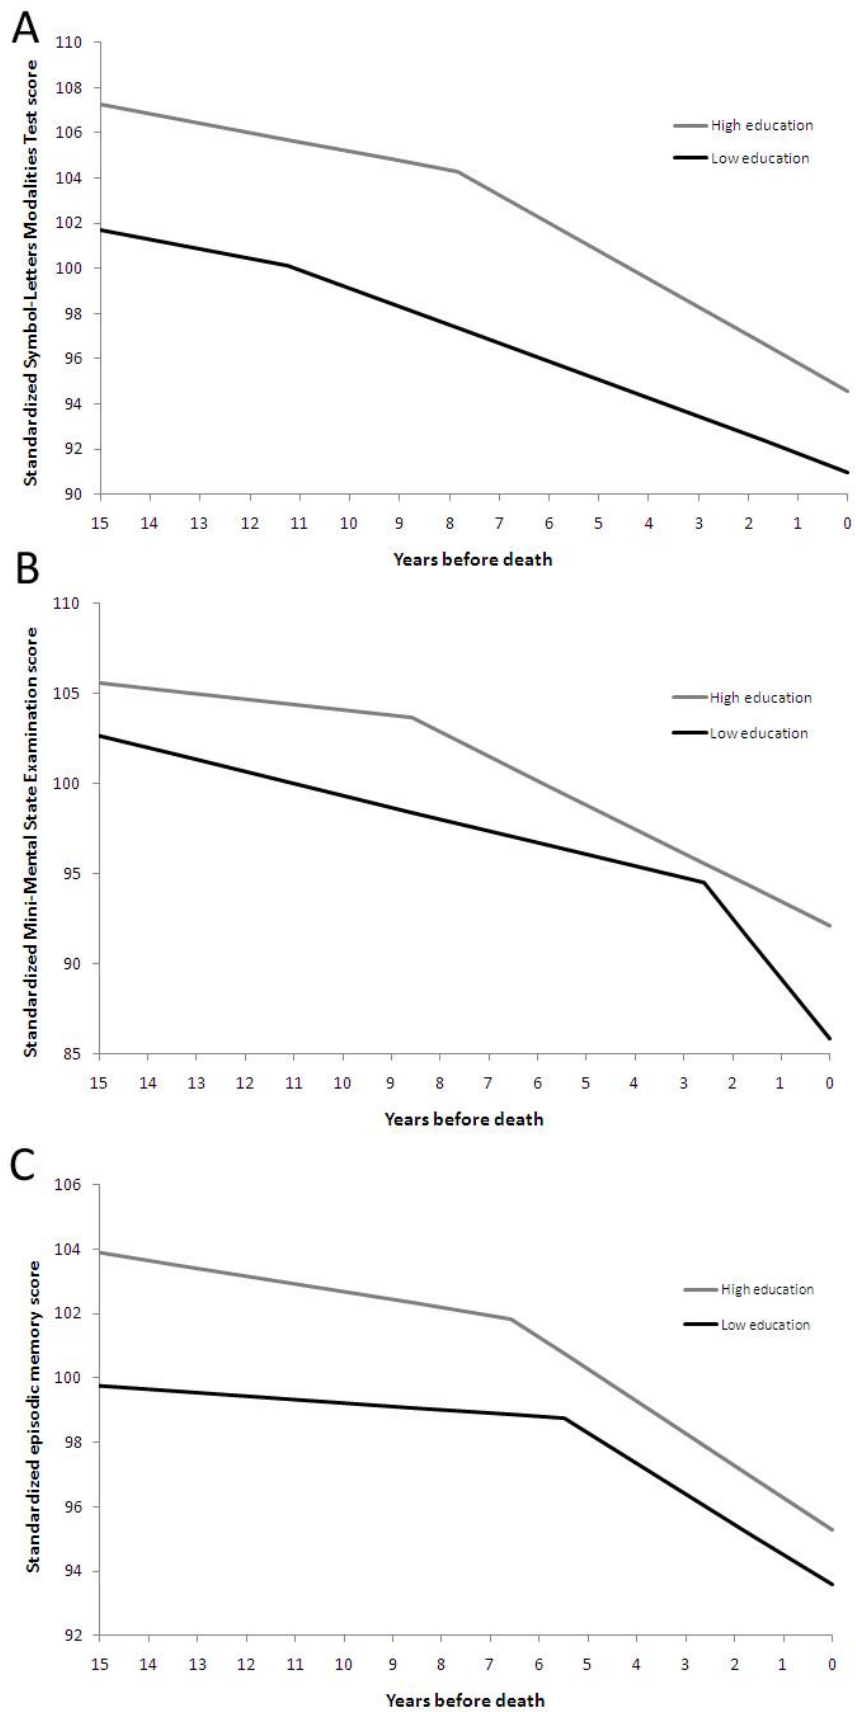 A
Standardized Symbol-Letters Modalities Test score
110
108
106
104
102
100
98
96
94
92
90
High education
Low education
15 14 13 12 11 10 9 8 7 6 5 4 3 2 1 0
Years before death
B
Standardized Mini-Mental State Examination score
110
105
100
95
90
85
High education
Low education
15 14 13 12 11 10 9 8 7 6 5 4 3 2 1 0
Years before death
C
Standardized episodic memory score
106
104
102
100
98
96
94
92
High education
Low education
15 14 13 12 11 10 9 8 7 6 5 4 3 2 1 0
Years before death